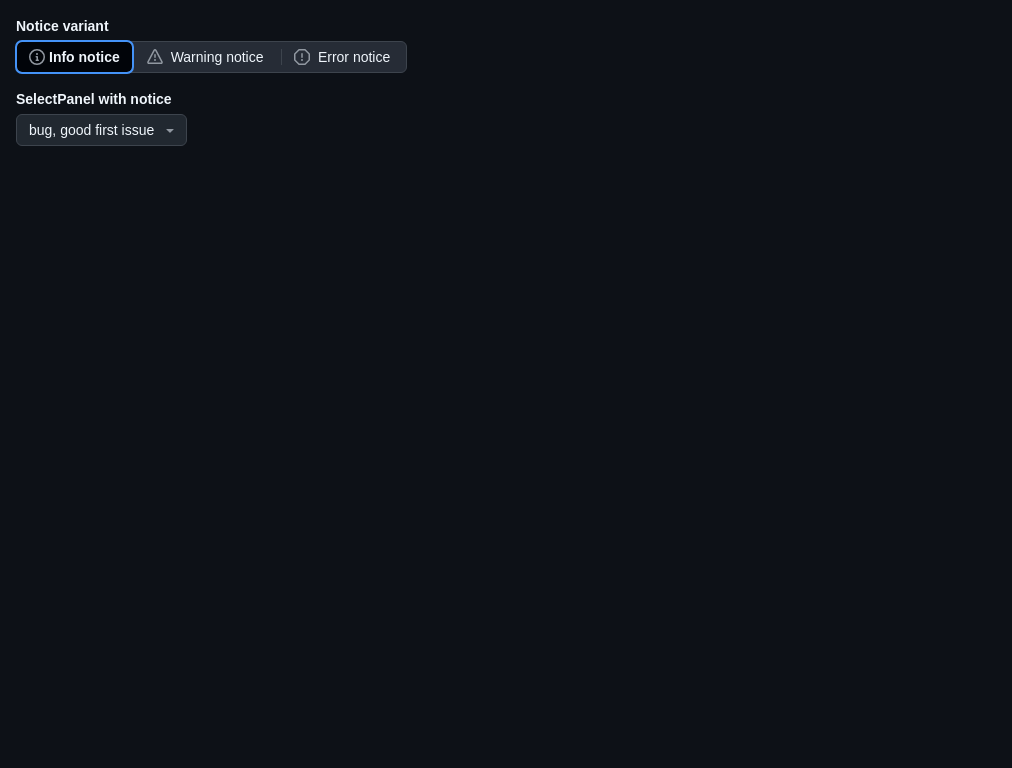 Notice variant
Info notice Warning notice Error notice
SelectPanel with notice
bug, good first issue